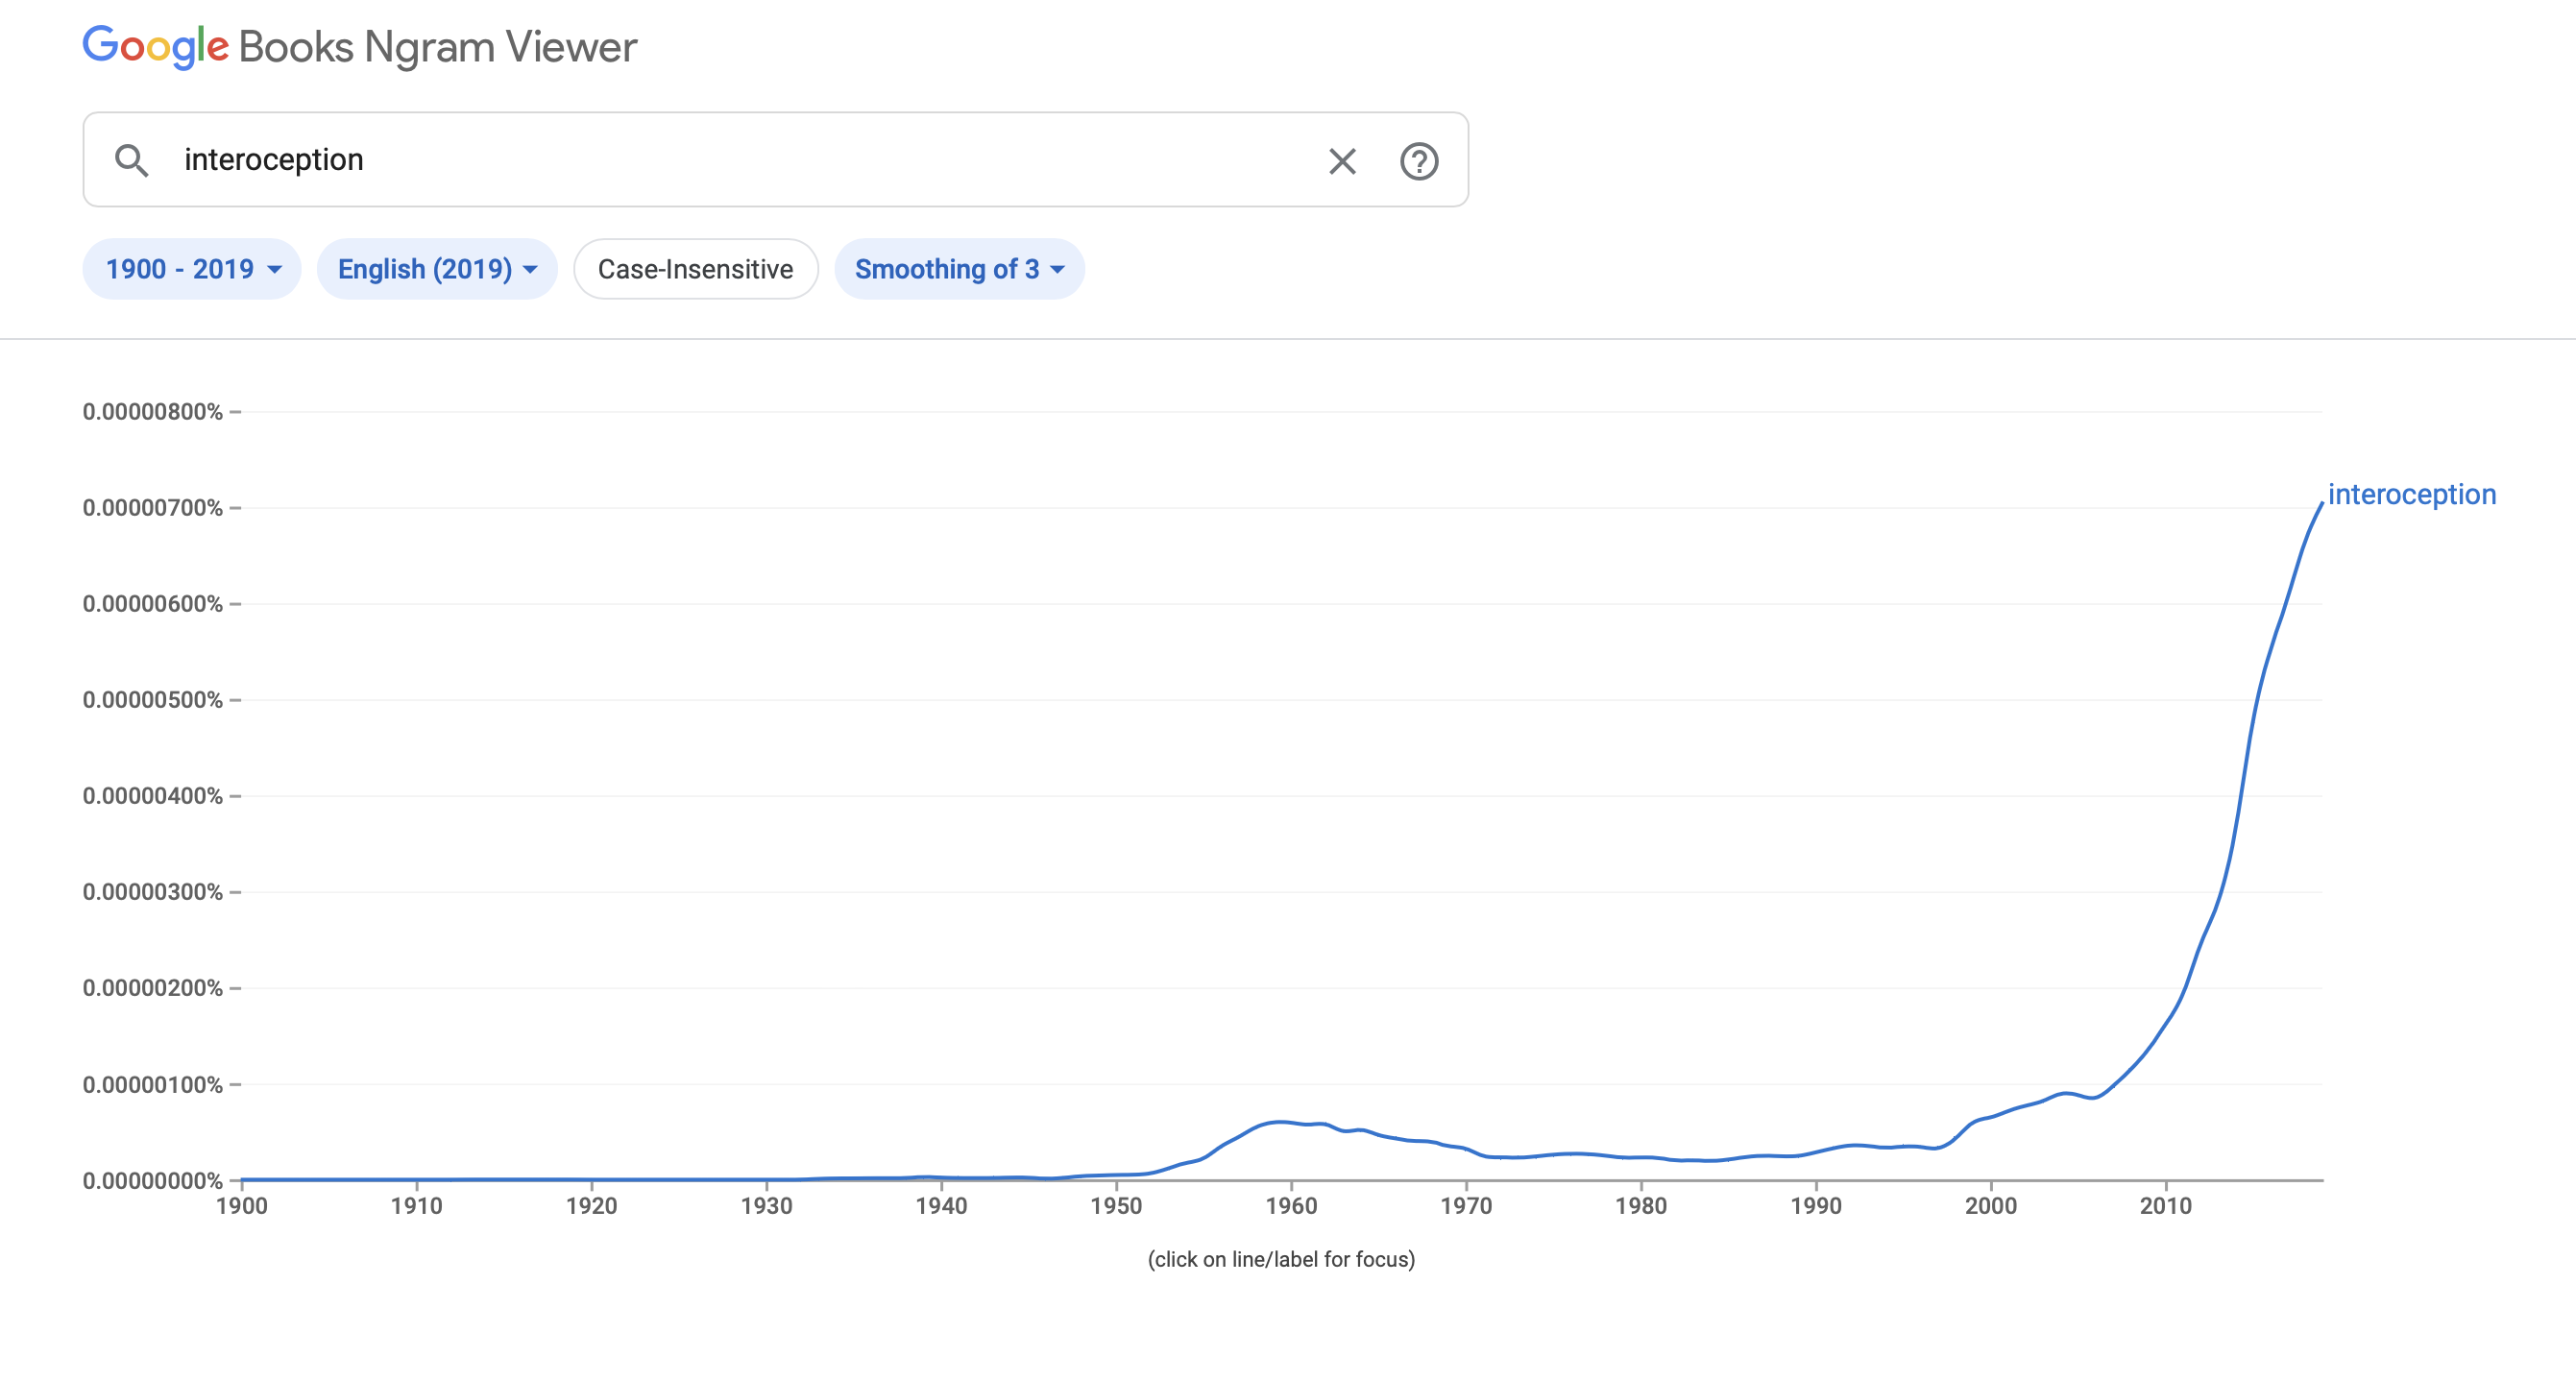 Google Books Ngram Viewer
interoception
1900 - 2019 English (2019) Case-Insensitive Smoothing of 3
0.00000800%
interoception
0.00000700%
0.00000600%
0.00000500%
0.00000400%
0.00000300%
0.00000200%
0.00000100%
0.00000000%
1900 1910 1920 1930 1940 1950 1960 1970 1980 1990 2000 2010
(click on line/label for focus)